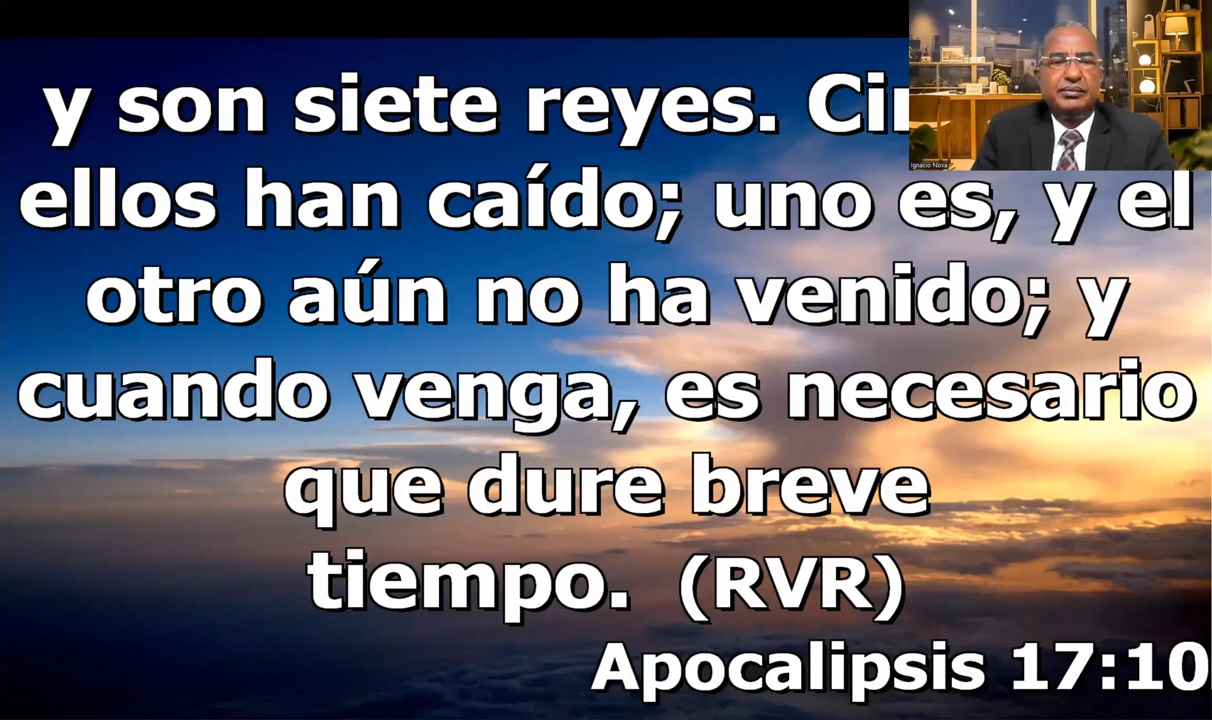 y son siete reyes. 
ellos han caído; uno es, y el
otro aún no ha venido; y
cuando venga, es necesario
que dure breve
tiempo. (RVR)
Apocalipsis 17:10
Ignacio Nova